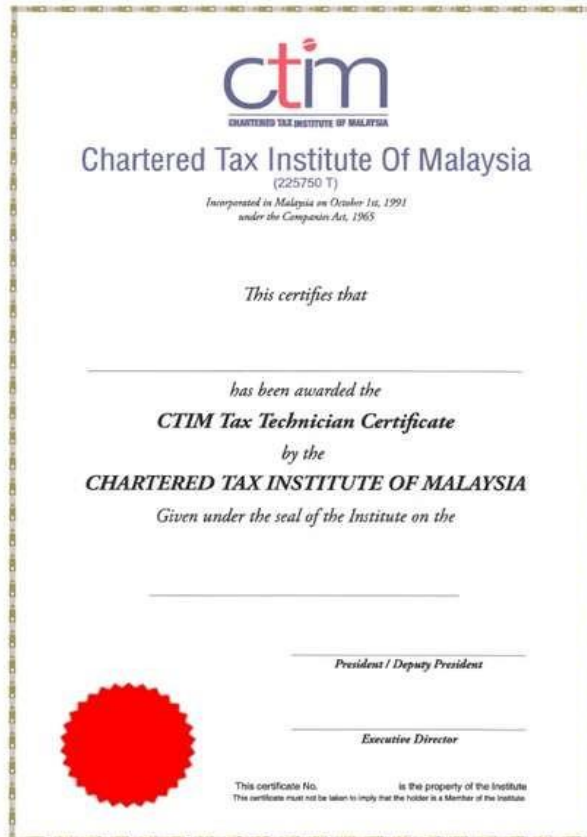 ctim
CHARTERED TAX INSTITUTE OF MALAYSIA
Chartered Tax Institute Of Malaysia
(225750 T)
Incorporated in Malaysia on October 1st, 1991
under the Companies Act, 1965
This certifies that
has been awarded the
CTIM Tax Technician Certificate
by the
CHARTERED TAX INSTITUTE OF MALAYSIA
Given under the seal of the Institute on the
President / Deputy President
Executive Director
This certificate No. is the property of the Institute
This certificate must not be taken to imply that the holder is a Member of the Institute